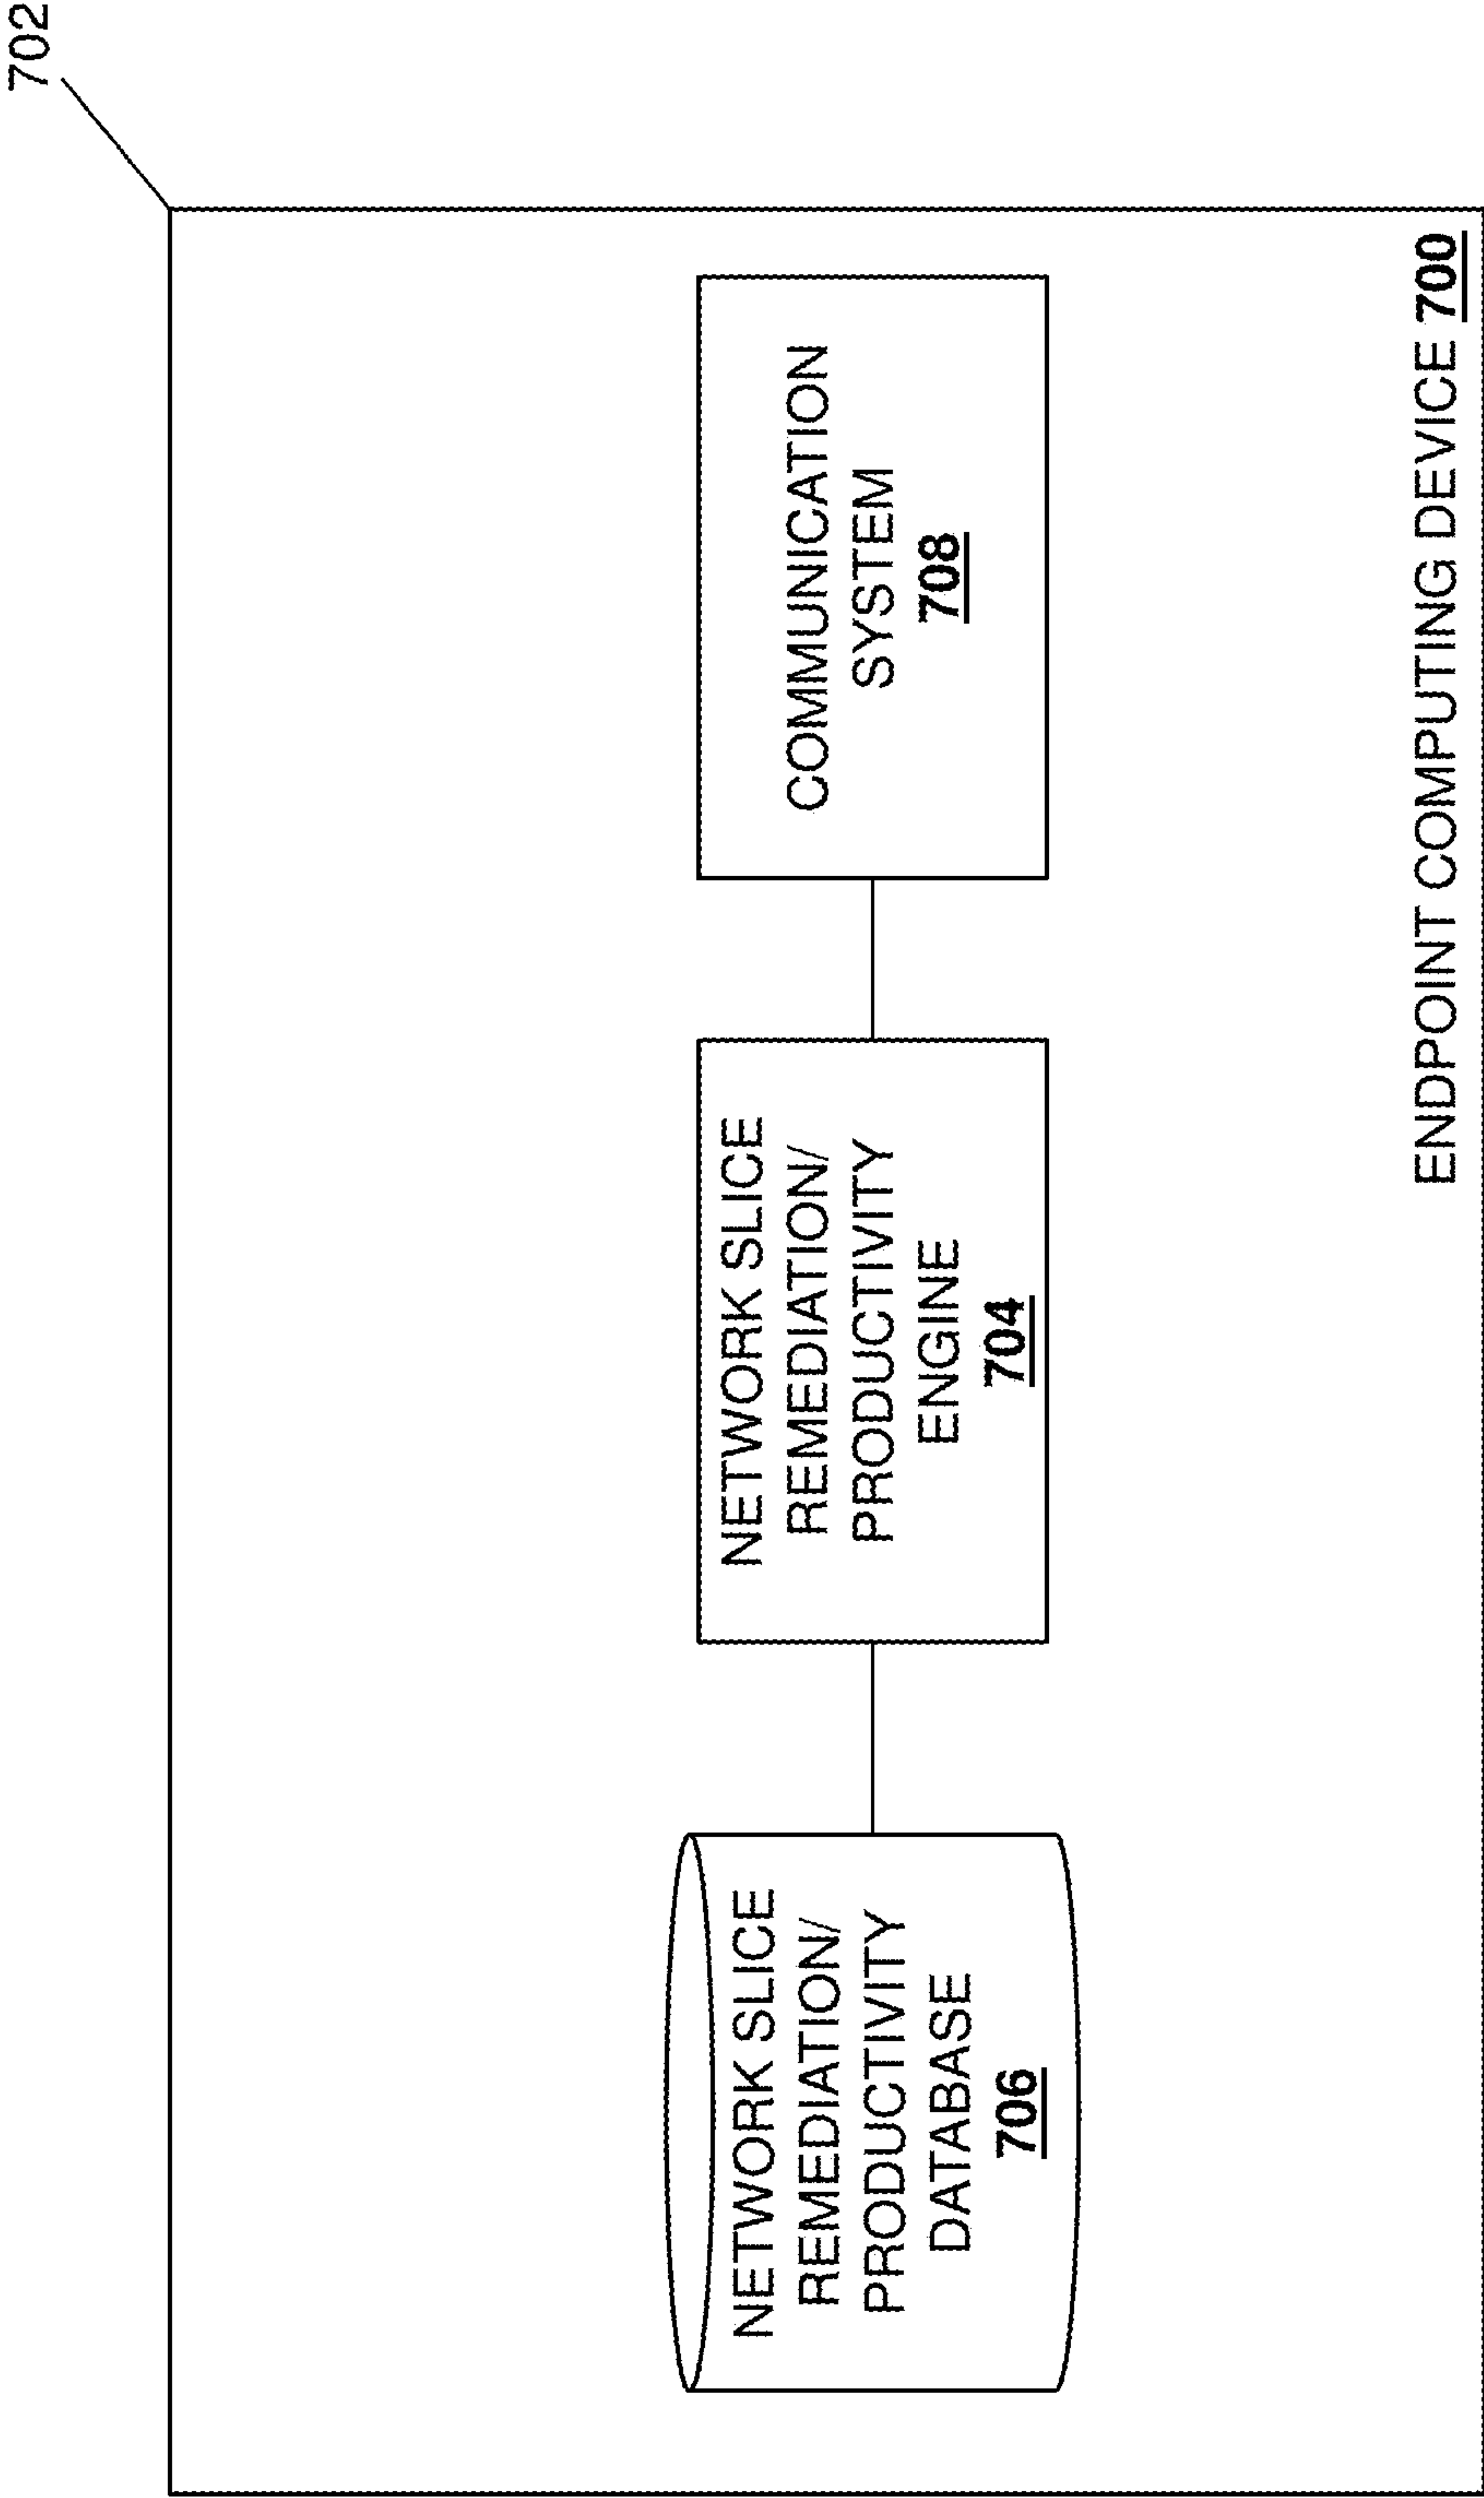 702
NETWORK SLICE
REMEDIATION/
PRODUCTIVITY
DATABASE
706
NETWORK SLICE
REMEDIATION/
PRODUCTIVITY
ENGINE
704
COMMUNICATION
SYSTEM
708
ENDPOINT COMPUTING DEVICE 700